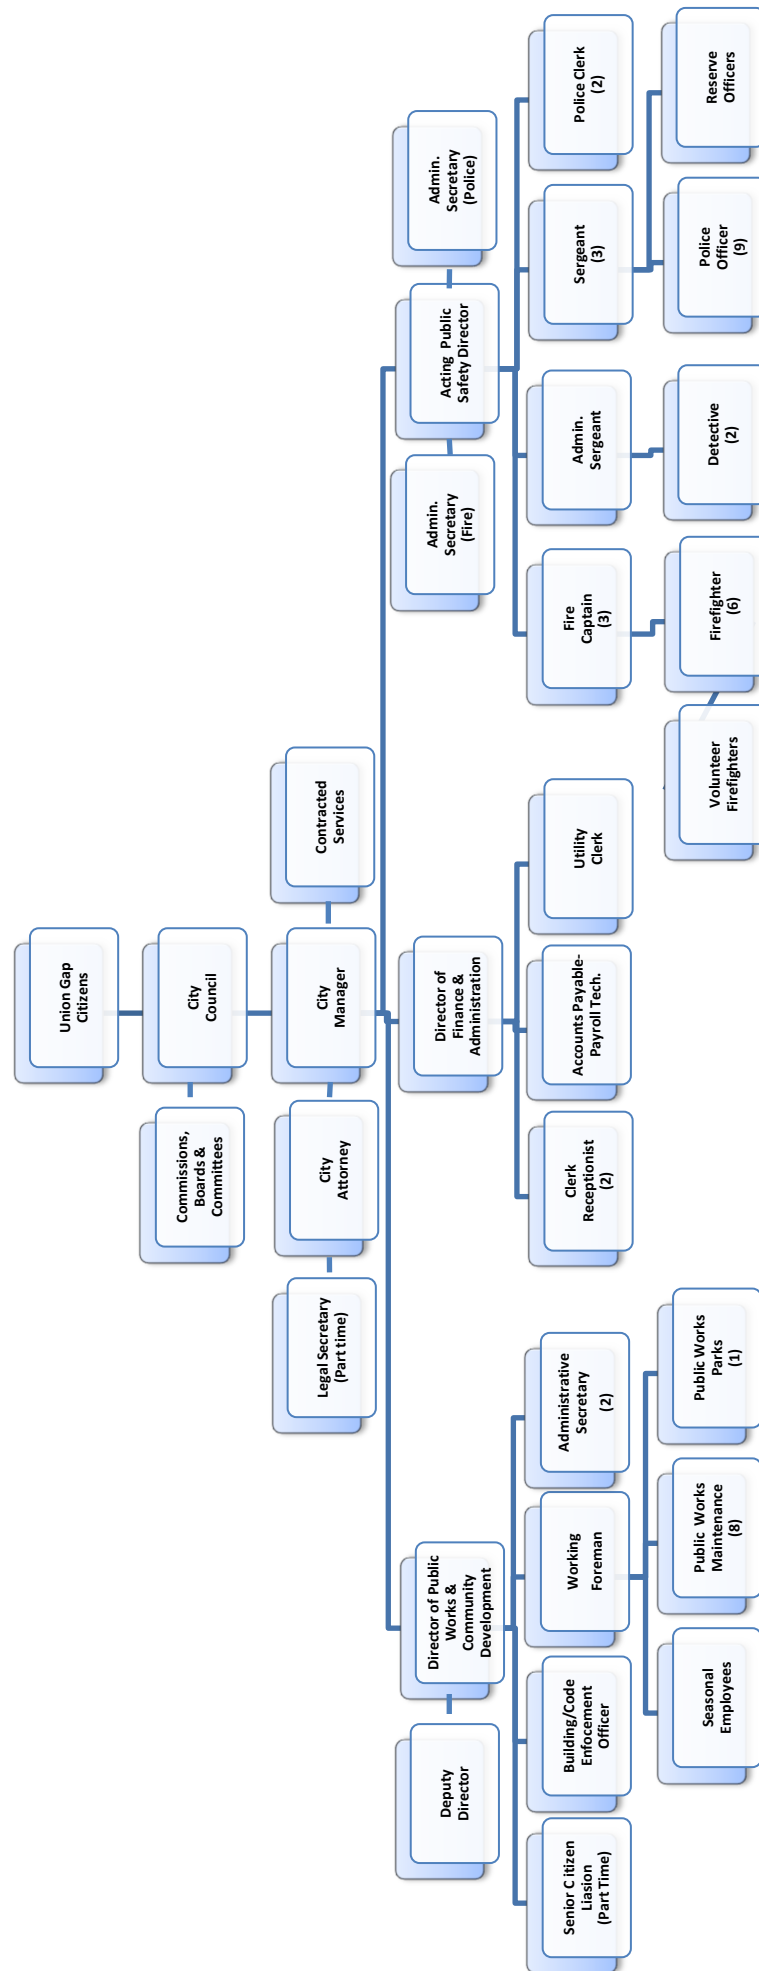 Union Gap
Citizens
Commissions,
Boards &
Committees
City
Council
Legal Secretary
(Part time)
City
Attorney
City
Manager
Contracted
Services
Deputy
Director
Director of Public
Works &
Community
Development
Director of
Finance &
Administration
Admin.
Secretary
(Fire)
Acting Public
Safety Director
Admin.
Secretary
(Police)
Senior C itizen
Liasion
(Part Time)
Building/Code
Enfocement
Officer
Working
Foreman
Administrative
Secretary
(2)
Clerk
Receptionist
(2)
Accounts Payable-
Payroll Tech.
Utility
Clerk
Fire
Captain
(3)
Admin.
Sergeant
Sergeant
(3)
Police Clerk
(2)
Seasonal
Employees
Public Works
Maintenance
(8)
Public Works
Parks
(1)
Volunteer
Firefighters
Firefighter
(6)
Detective
(2)
Police
Officer
(9)
Reserve
Officers